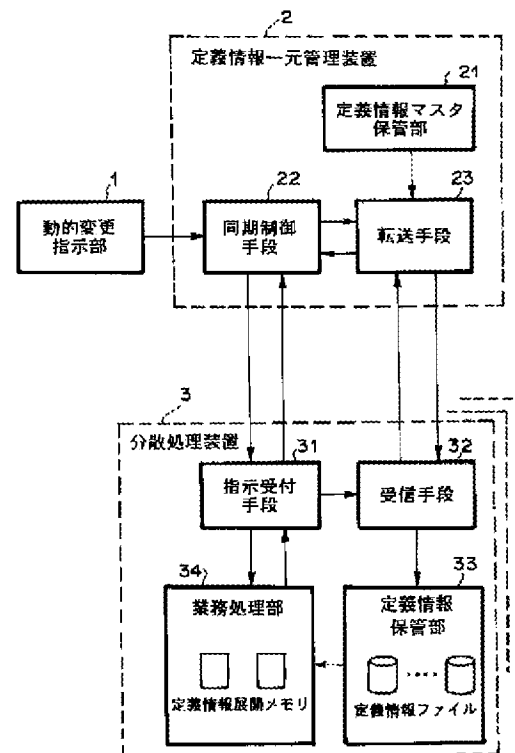 2
定義情報一元管理装置
21
定義情報マスタ
保管部
1
動的変更
指示部
22
同期制御
手段
23
転送手段
3
分散処理装置
31
指示受付
手段
32
受信手段
34
業務処理部
定義情報展開メモリ
33
定義情報
保管部
定義情報ファイル